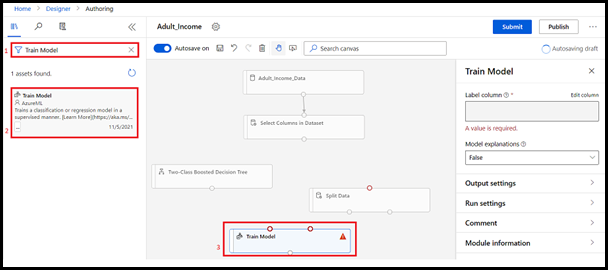 Home > Designer > Authoring
Adult_Income
Submit
Publish
1
Train Model
Autosave on
Search canvas
Autosaving draft
1 assets found.
2
Train Model
AzureML
Trains a classification or regression model in a
supervised manner. [Learn More](https://aka.ms/...
...
11/5/2021
Adult_Income_Data
Select Columns in Dataset
Two-Class Boosted Decision Tree
Split Data
3
Train Model
Train Model
Label column * Edit column
A value is required.
Model explanations
False
Output settings
Run settings
Comment
Module information